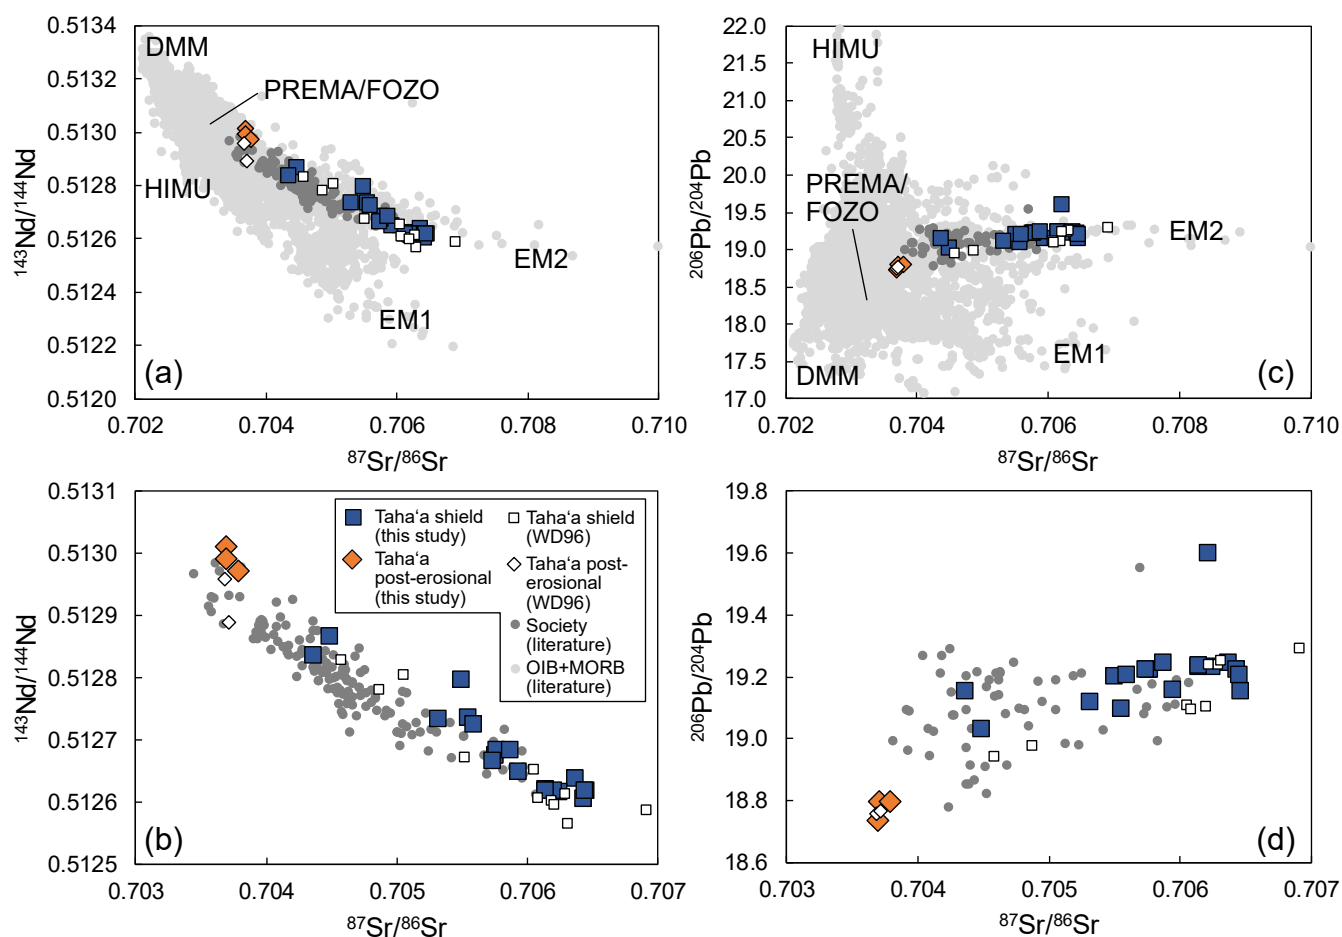 0.5134
0.5132
0.5130
0.5128
0.5126
0.5124
0.5122
0.5120
143Nd/144Nd
DMM
PREMA/FOZO
HIMU
EM2
EM1
(a)
0.702
0.704
0.706
0.708
0.710
87Sr/86Sr
22.0
21.5
21.0
20.5
20.0
19.5
19.0
18.5
18.0
17.5
17.0
206Pb/204Pb
HIMU
PREMA/
FOZO
EM2
EM1
DMM
(c)
0.702
0.704
0.706
0.708
0.710
87Sr/86Sr
0.5131
0.5130
0.5129
0.5128
0.5127
0.5126
0.5125
143Nd/144Nd
Tahaʻa shield
(this study)
Tahaʻa
post-erosional
(this study)
Tahaʻa shield
(WD96)
Tahaʻa post-
erosional
(WD96)
Society
(literature)
OIB+MORB
(literature)
(b)
0.703
0.704
0.705
0.706
0.707
87Sr/86Sr
19.8
19.6
19.4
19.2
19.0
18.8
18.6
206Pb/204Pb
(d)
0.703
0.704
0.705
0.706
0.707
87Sr/86Sr